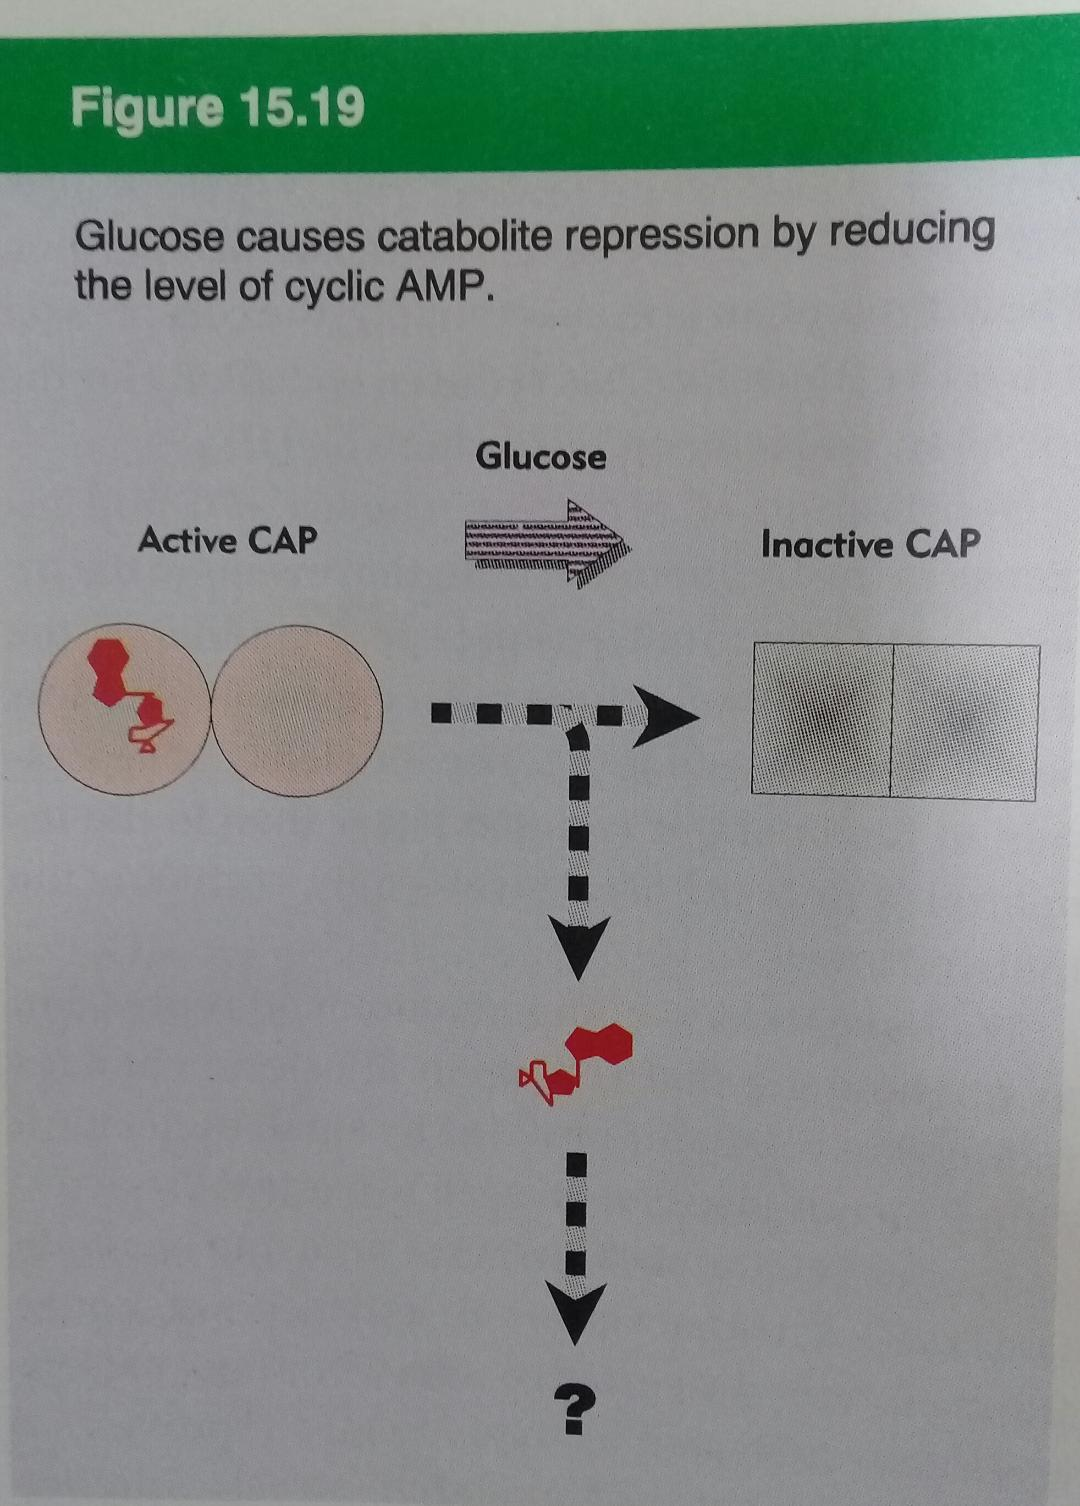 Figure 15.19
Glucose causes catabolite repression by reducing
the level of cyclic AMP.
Glucose
Active CAP
Inactive CAP
?